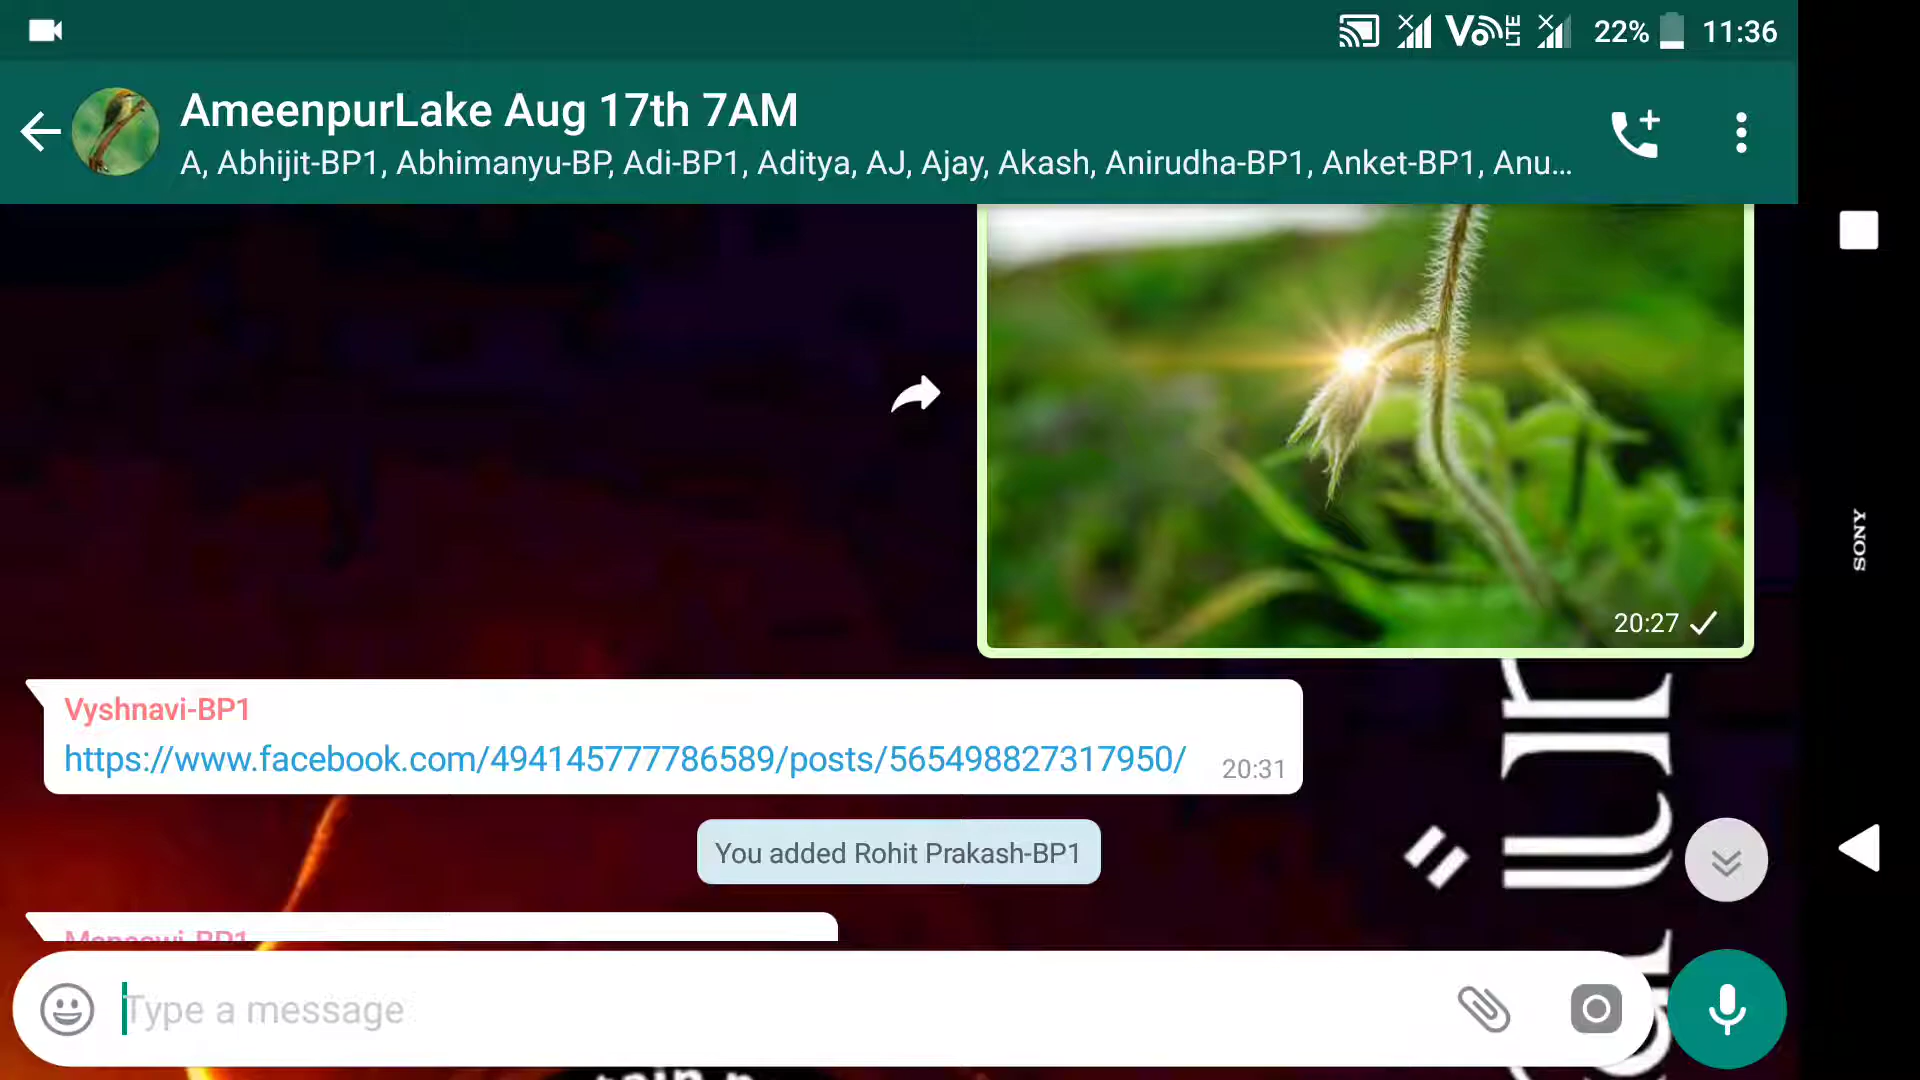 22% 11:36
AmeenpurLake Aug 17th 7AM
A, Abhijit-BP1, Abhimanyu-BP, Adi-BP1, Aditya, AJ, Ajay, Akash, Anirudha-BP1, Anket-BP1, Anu...
20:27
SONY
Vyshnavi-BP1
https://www.facebook.com/494145777786589/posts/565498827317950/
20:31
You added Rohit Prakash-BP1
Type a message